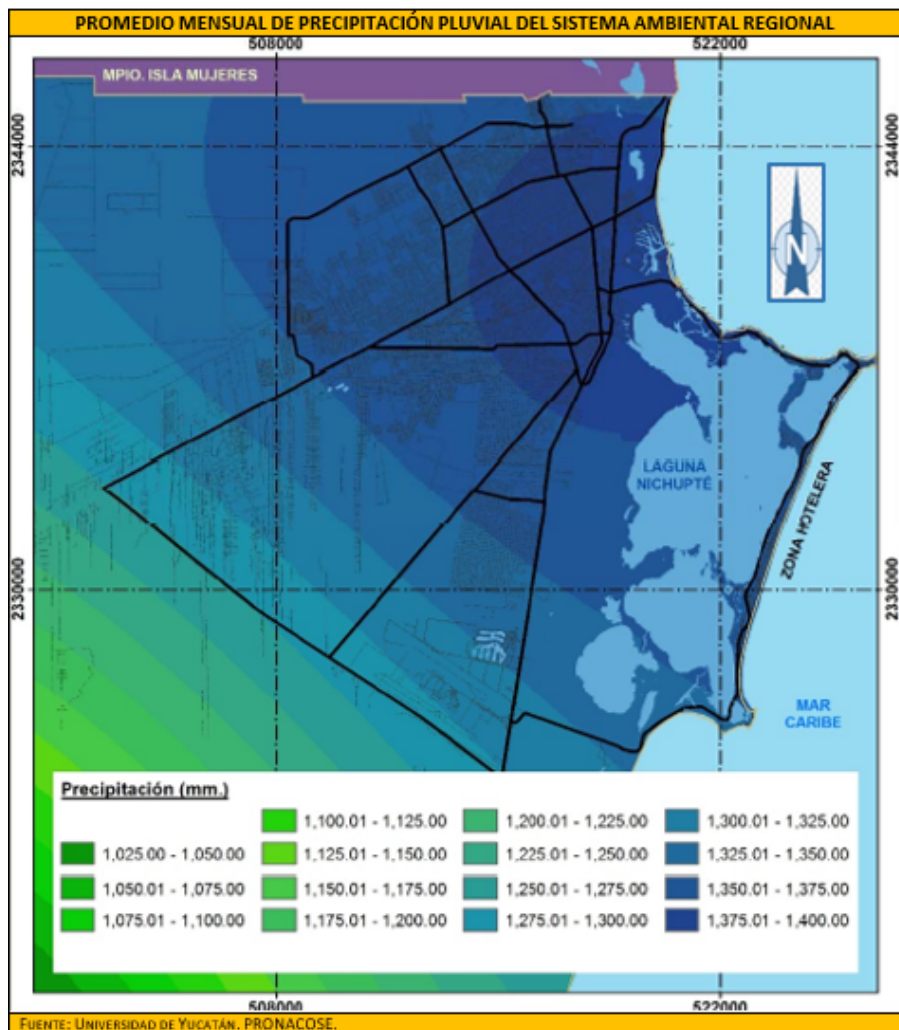 PROMEDIO MENSUAL DE PRECIPITACIÓN PLUVIAL DEL SISTEMA AMBIENTAL REGIONAL
508000
522000
MPIO. ISLA MUJERES
2344000
2344000
N
LAGUNA
NICHUPTÉ
ZONA HOTELERA
2330000
2330000
MAR
CARIBE
Precipitación (mm.)
1,025.00 - 1,050.00
1,050.01 - 1,075.00
1,075.01 - 1,100.00
1,100.01 - 1,125.00
1,125.01 - 1,150.00
1,150.01 - 1,175.00
1,175.01 - 1,200.00
1,200.01 - 1,225.00
1,225.01 - 1,250.00
1,250.01 - 1,275.00
1,275.01 - 1,300.00
1,300.01 - 1,325.00
1,325.01 - 1,350.00
1,350.01 - 1,375.00
1,375.01 - 1,400.00
508000
522000
FUENTE: UNIVERSIDAD DE YUCATÁN. PRONACOSE.